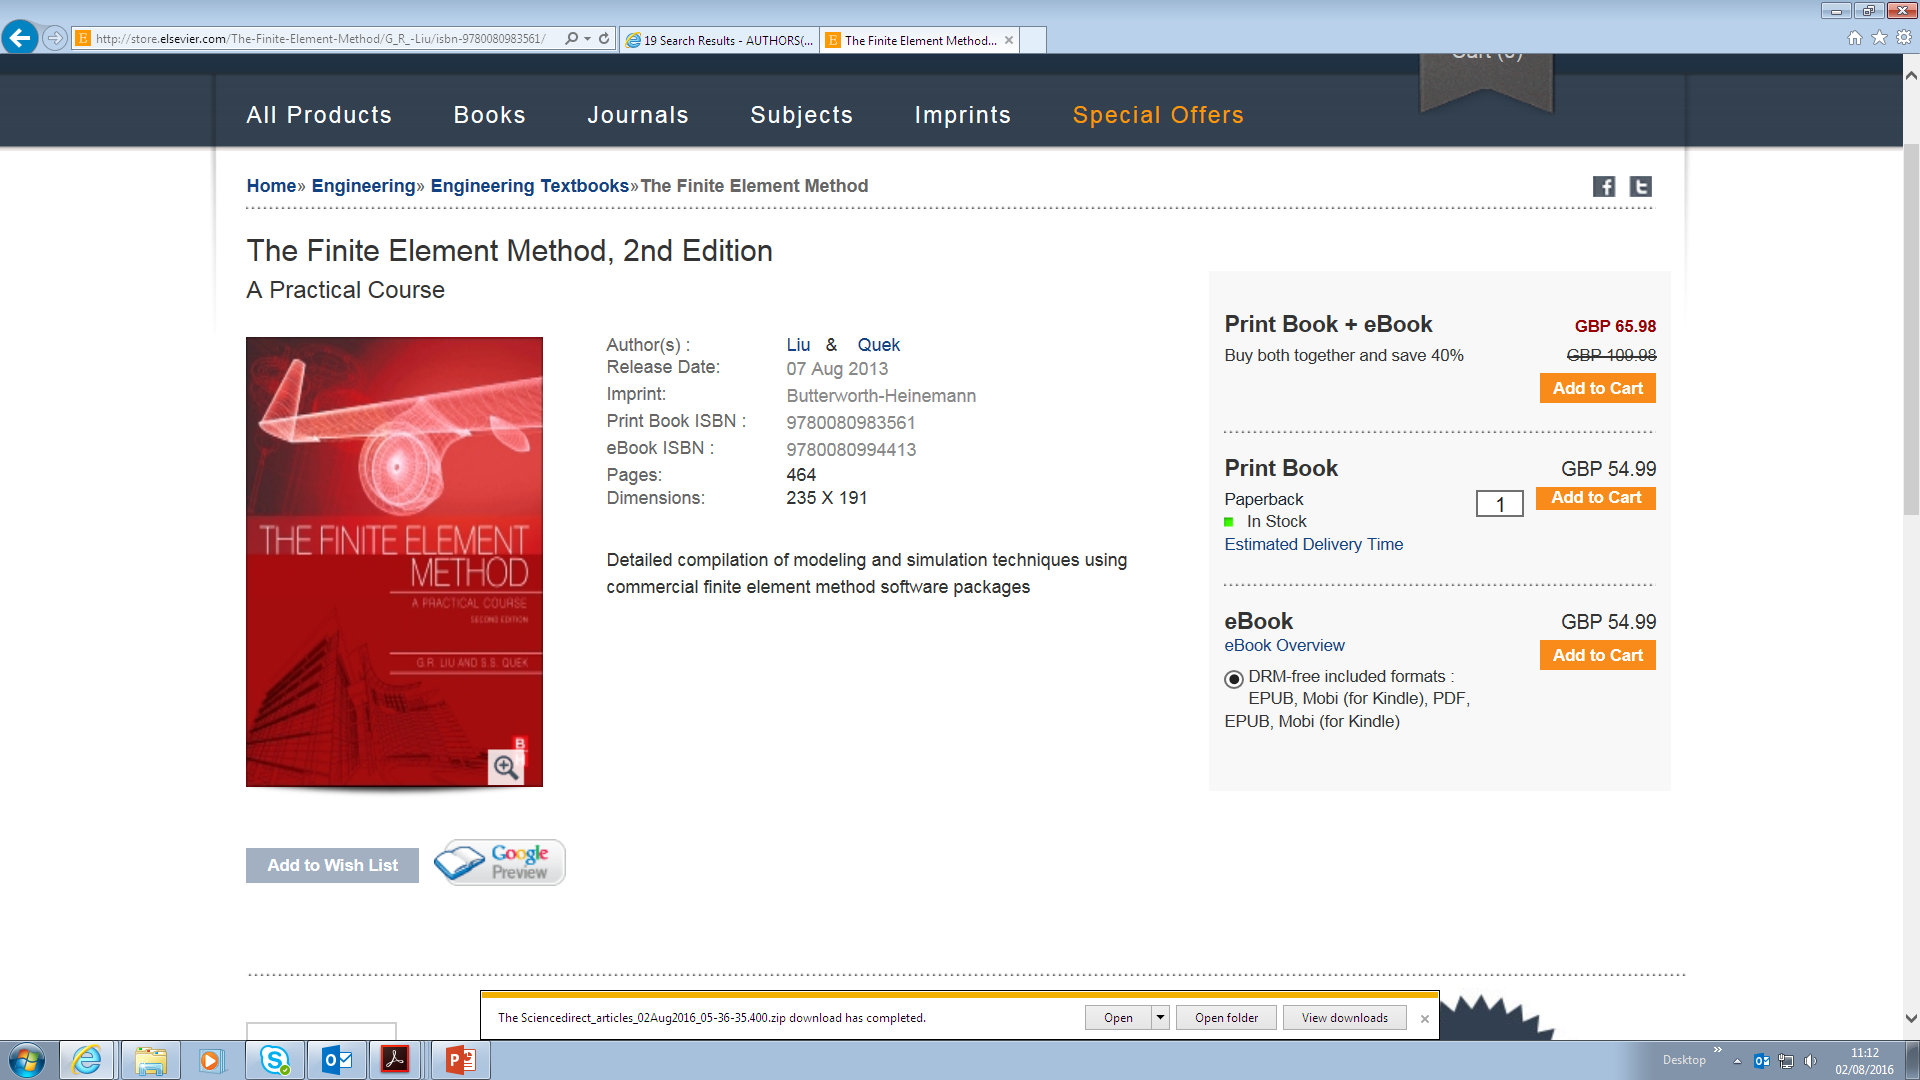 http://store.elsevier.com/The-Finite-Element-Method/G_R_-Liu/isbn-9780080983561/
19 Search Results - AUTHORS(...
The Finite Element Method...
All Products Books Journals Subjects Imprints Special Offers
Home» Engineering» Engineering Textbooks»The Finite Element Method
The Finite Element Method, 2nd Edition
A Practical Course
THE FINITE ELEMENT
METHOD
A PRACTICAL COURSE
SECOND EDITION
G.R. LIU AND S.S. QUEK
Author(s) : Liu & Quek
Release Date: 07 Aug 2013
Imprint: Butterworth-Heinemann
Print Book ISBN : 9780080983561
eBook ISBN : 9780080994413
Pages: 464
Dimensions: 235 X 191
Detailed compilation of modeling and simulation techniques using
commercial finite element method software packages
Print Book + eBook GBP 65.98
Buy both together and save 40% GBP 109.98
Add to Cart
Print Book GBP 54.99
Paperback 1 Add to Cart
In Stock
Estimated Delivery Time
eBook GBP 54.99
eBook Overview
Add to Cart
DRM-free included formats :
EPUB, Mobi (for Kindle), PDF,
EPUB, Mobi (for Kindle)
Add to Wish List
Google
Preview
The Sciencedirect_articles_02Aug2016_05-36-35.400.zip download has completed. Open Open folder View downloads
Desktop
11:12
02/08/2016